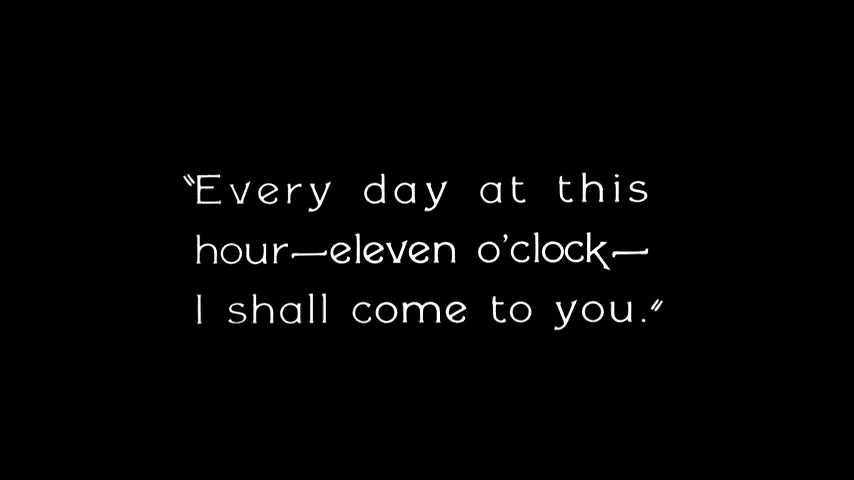 "Every day at this
hour—eleven o'clock—
I shall come to you."